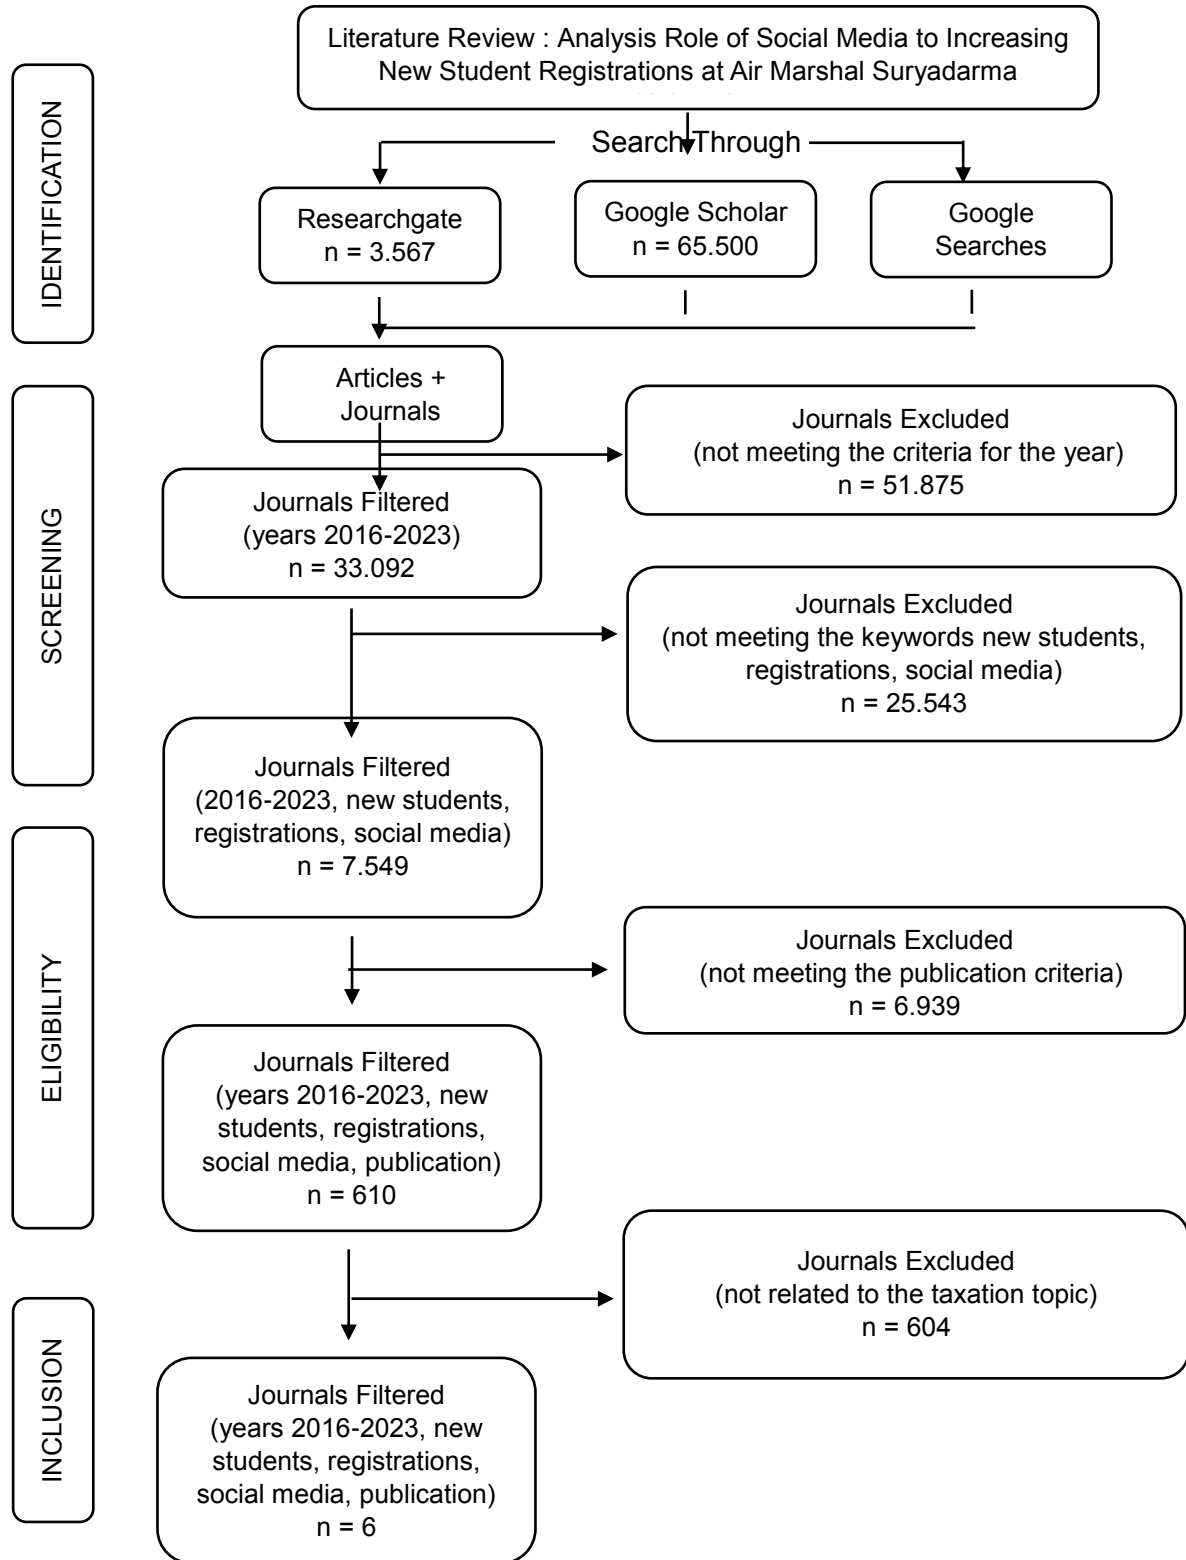 Literature Review : Analysis Role of Social Media to Increasing
New Student Registrations at Air Marshal Suryadarma
IDENTIFICATION
Search Through
Researchgate
n = 3.567
Google Scholar
n = 65.500
Google
Searches
Articles +
Journals
SCREENING
Journals Excluded
(not meeting the criteria for the year)
n = 51.875
Journals Filtered
(years 2016-2023)
n = 33.092
Journals Excluded
(not meeting the keywords new students,
registrations, social media)
n = 25.543
Journals Filtered
(2016-2023, new students,
registrations, social media)
n = 7.549
ELIGIBILITY
Journals Excluded
(not meeting the publication criteria)
n = 6.939
Journals Filtered
(years 2016-2023, new
students, registrations,
social media, publication)
n = 610
Journals Excluded
(not related to the taxation topic)
n = 604
INCLUSION
Journals Filtered
(years 2016-2023, new
students, registrations,
social media, publication)
n = 6